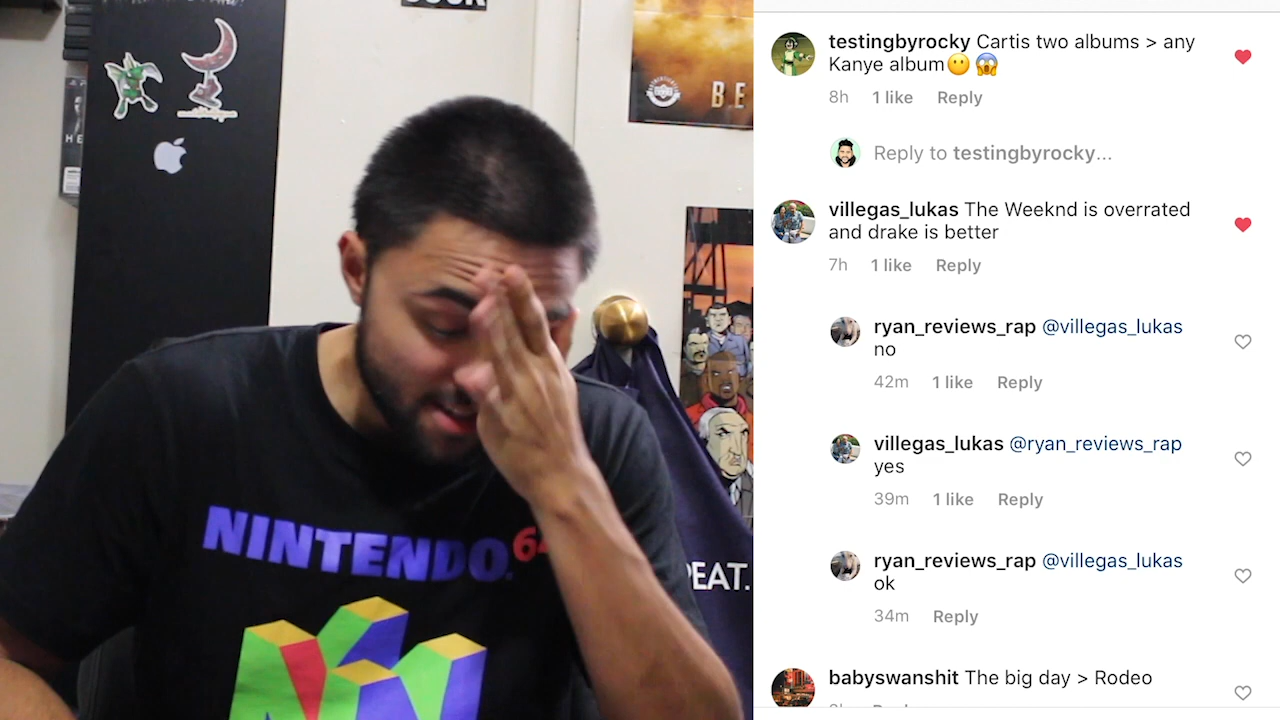 BE
NINTENDO.64
PEAT.
testingbyrocky Cartis two albums > any
Kanye album😶 😱
8h 1 like Reply
Reply to testingbyrocky...
villegas_lukas The Weeknd is overrated
and drake is better
7h 1 like Reply
ryan_reviews_rap @villegas_lukas
no
42m 1 like Reply
villegas_lukas @ryan_reviews_rap
yes
39m 1 like Reply
ryan_reviews_rap @villegas_lukas
ok
34m Reply
babyswanshit The big day > Rodeo